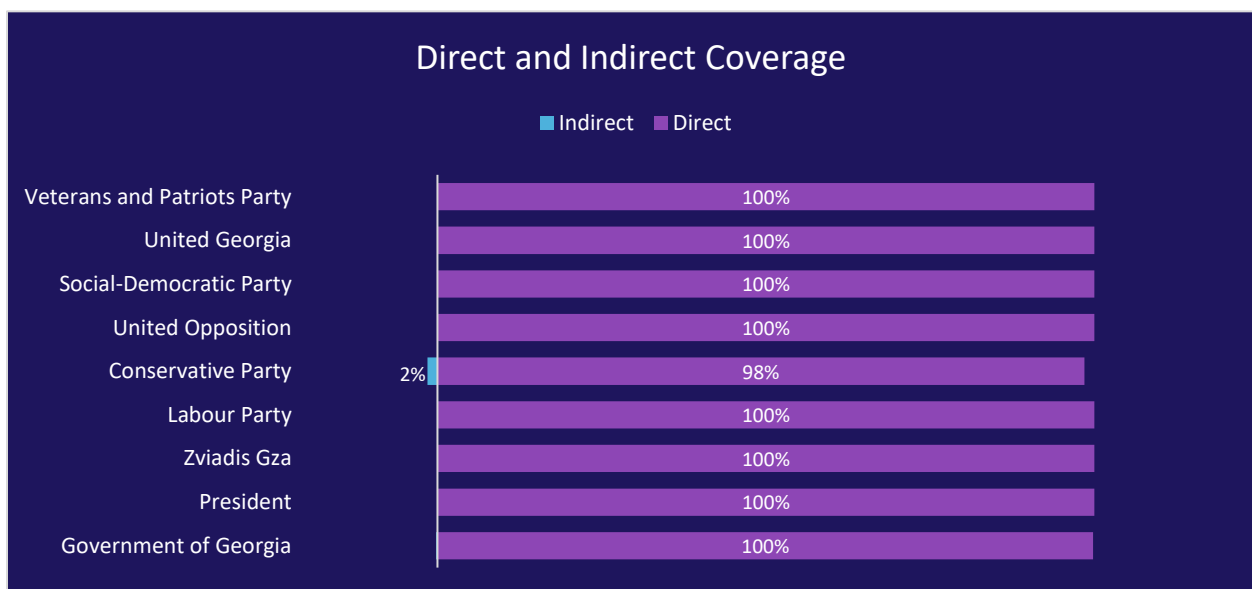 Direct and Indirect Coverage
Indirect Direct
Veterans and Patriots Party 100%
United Georgia 100%
Social-Democratic Party 100%
United Opposition 100%
Conservative Party 2% 98%
Labour Party 100%
Zviadis Gza 100%
President 100%
Government of Georgia 100%